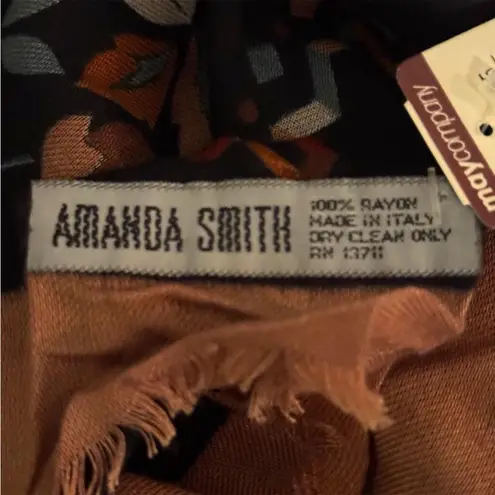 AMANDA SMITH
100% RAYON
MADE IN ITALY
DRY CLEAN ONLY
RN 13711
maycompany